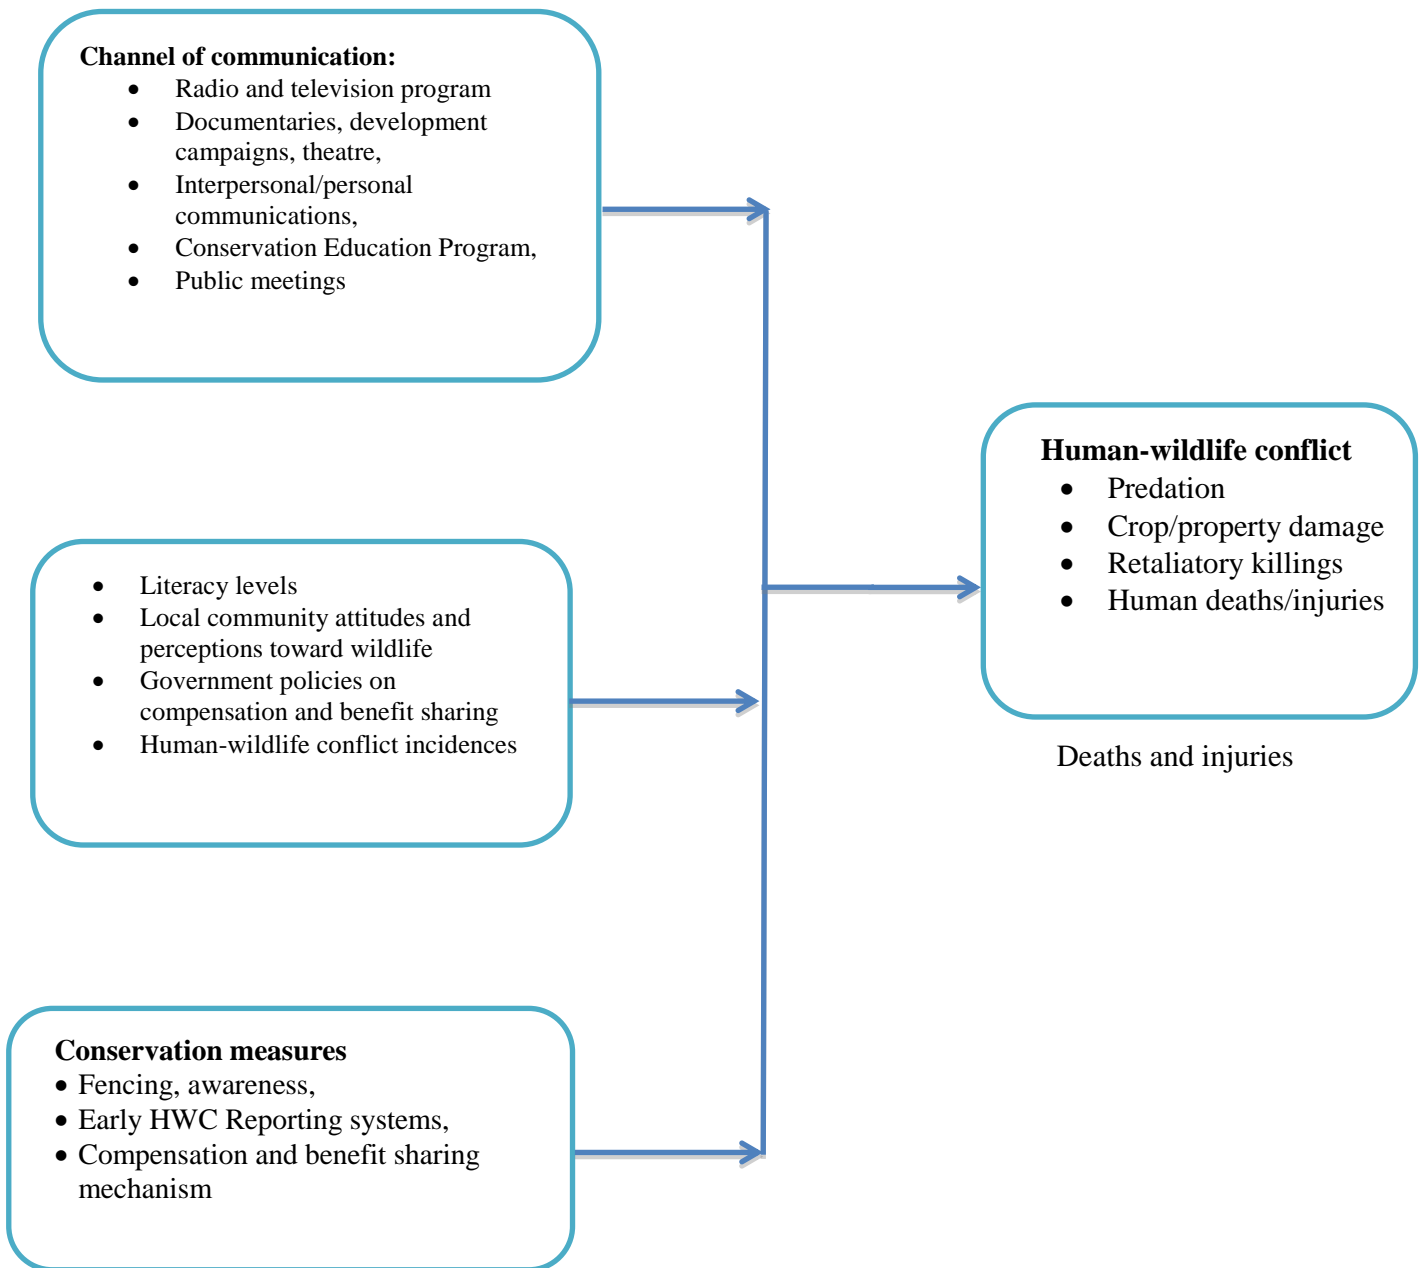 Channel of communication:
• Radio and television program
• Documentaries, development
campaigns, theatre,
• Interpersonal/personal
communications,
• Conservation Education Program,
• Public meetings
• Literacy levels
• Local community attitudes and
perceptions toward wildlife
• Government policies on
compensation and benefit sharing
• Human-wildlife conflict incidences
Conservation measures
• Fencing, awareness,
• Early HWC Reporting systems,
• Compensation and benefit sharing
mechanism
Human-wildlife conflict
• Predation
• Crop/property damage
• Retaliatory killings
• Human deaths/injuries
Deaths and injuries